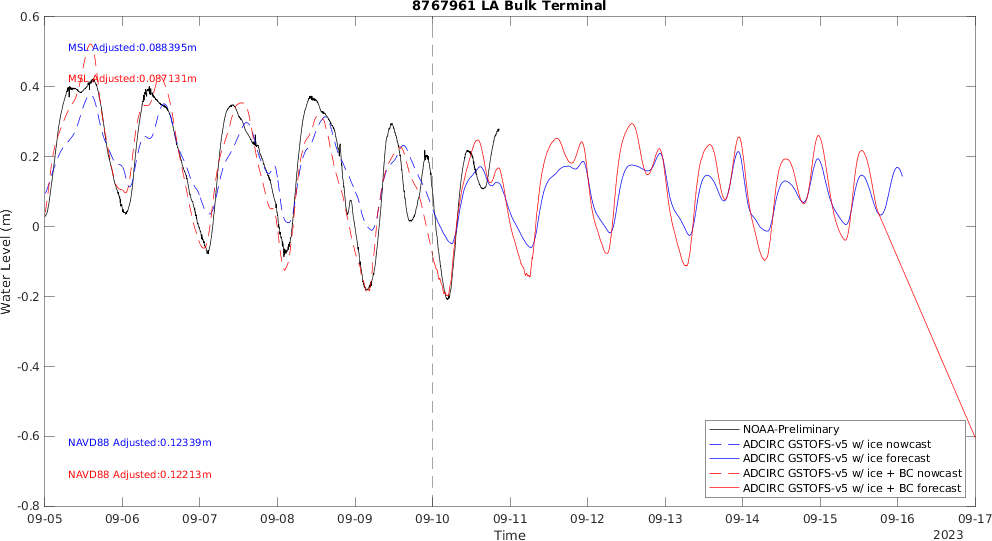 8767961 LA Bulk Terminal
0.6
0.4
0.2
0
-0.2
-0.4
-0.6
-0.8
Water Level (m)
MSL Adjusted:0.088395m
MSL Adjusted:0.087131m
NAVD88 Adjusted:0.12339m
NAVD88 Adjusted:0.12213m
NOAA-Preliminary
ADCIRC GSTOFS-v5 w/ ice nowcast
ADCIRC GSTOFS-v5 w/ ice forecast
ADCIRC GSTOFS-v5 w/ ice + BC nowcast
ADCIRC GSTOFS-v5 w/ ice + BC forecast
09-05 09-06 09-07 09-08 09-09 09-10 09-11 09-12 09-13 09-14 09-15 09-16 09-17
Time
2023